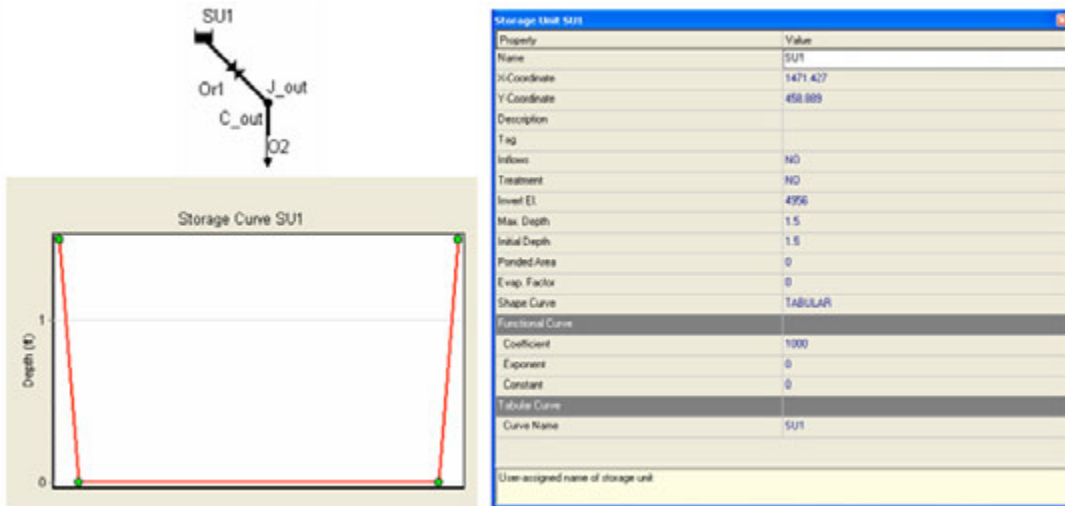 SU1
Or1
J_out
C_out
O2
Storage Curve SU1
Depth (ft)
1
0
Storage Unit SU1
Property Value
Name SU1
X-Coordinate 1471.427
Y-Coordinate 458.889
Description
Tag
Inflows NO
Treatment NO
Invert El. 4956
Max. Depth 1.5
Initial Depth 1.5
Ponded Area 0
Evap. Factor 0
Shape Curve TABULAR
Functional Curve
Coefficient 1000
Exponent 0
Constant 0
Tabular Curve
Curve Name SU1
User-assigned name of storage unit